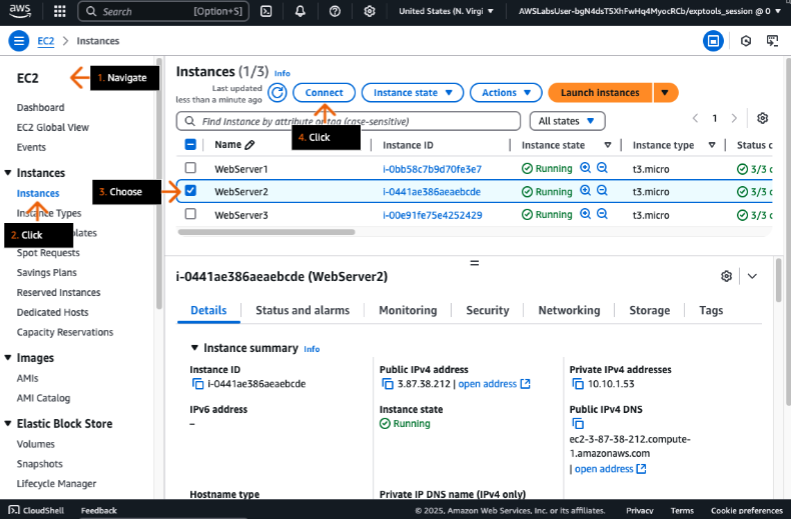 aws
Search [Option+S]
United States (N. Virgi
AWSLabsUser-bgN4dsTSXhFwHq4MyocRCb/exptools_session @ 0
EC2 > Instances
EC2
1. Navigate
Dashboard
EC2 Global View
Events
Instances
Instances
2. Click
Instance Types
lates
Spot Requests
Savings Plans
Reserved Instances
Dedicated Hosts
Capacity Reservations
Images
AMIs
AMI Catalog
Elastic Block Store
Volumes
Snapshots
Lifecycle Manager
Instances (1/3) Info
Last updated
less than a minute ago
Connect
Instance state
Actions
Launch instances
4. Click
Find Instance by attribute or tag (case-sensitive)
All states
1
Name Instance ID Instance state Instance type Status c
WebServer1 i-0bb58c7b9d70fe3e7 Running t3.micro 3/3 c
3. Choose
WebServer2 i-0441ae386aeaebcde Running t3.micro 3/3 c
WebServer3 i-00e91fe75e4252429 Running t3.micro 3/3 c
i-0441ae386aeaebcde (WebServer2)
Details Status and alarms Monitoring Security Networking Storage Tags
Instance summary Info
Instance ID
i-0441ae386aeaebcde
Public IPv4 address
3.87.38.212 | open address
Private IPv4 addresses
10.10.1.53
IPv6 address
–
Instance state
Running
Public IPv4 DNS
ec2-3-87-38-212.compute-
1.amazonaws.com
| open address
Hostname type
Private IP DNS name (IPv4 only)
CloudShell Feedback
© 2025, Amazon Web Services, Inc. or its affiliates.
Privacy Terms Cookie preferences